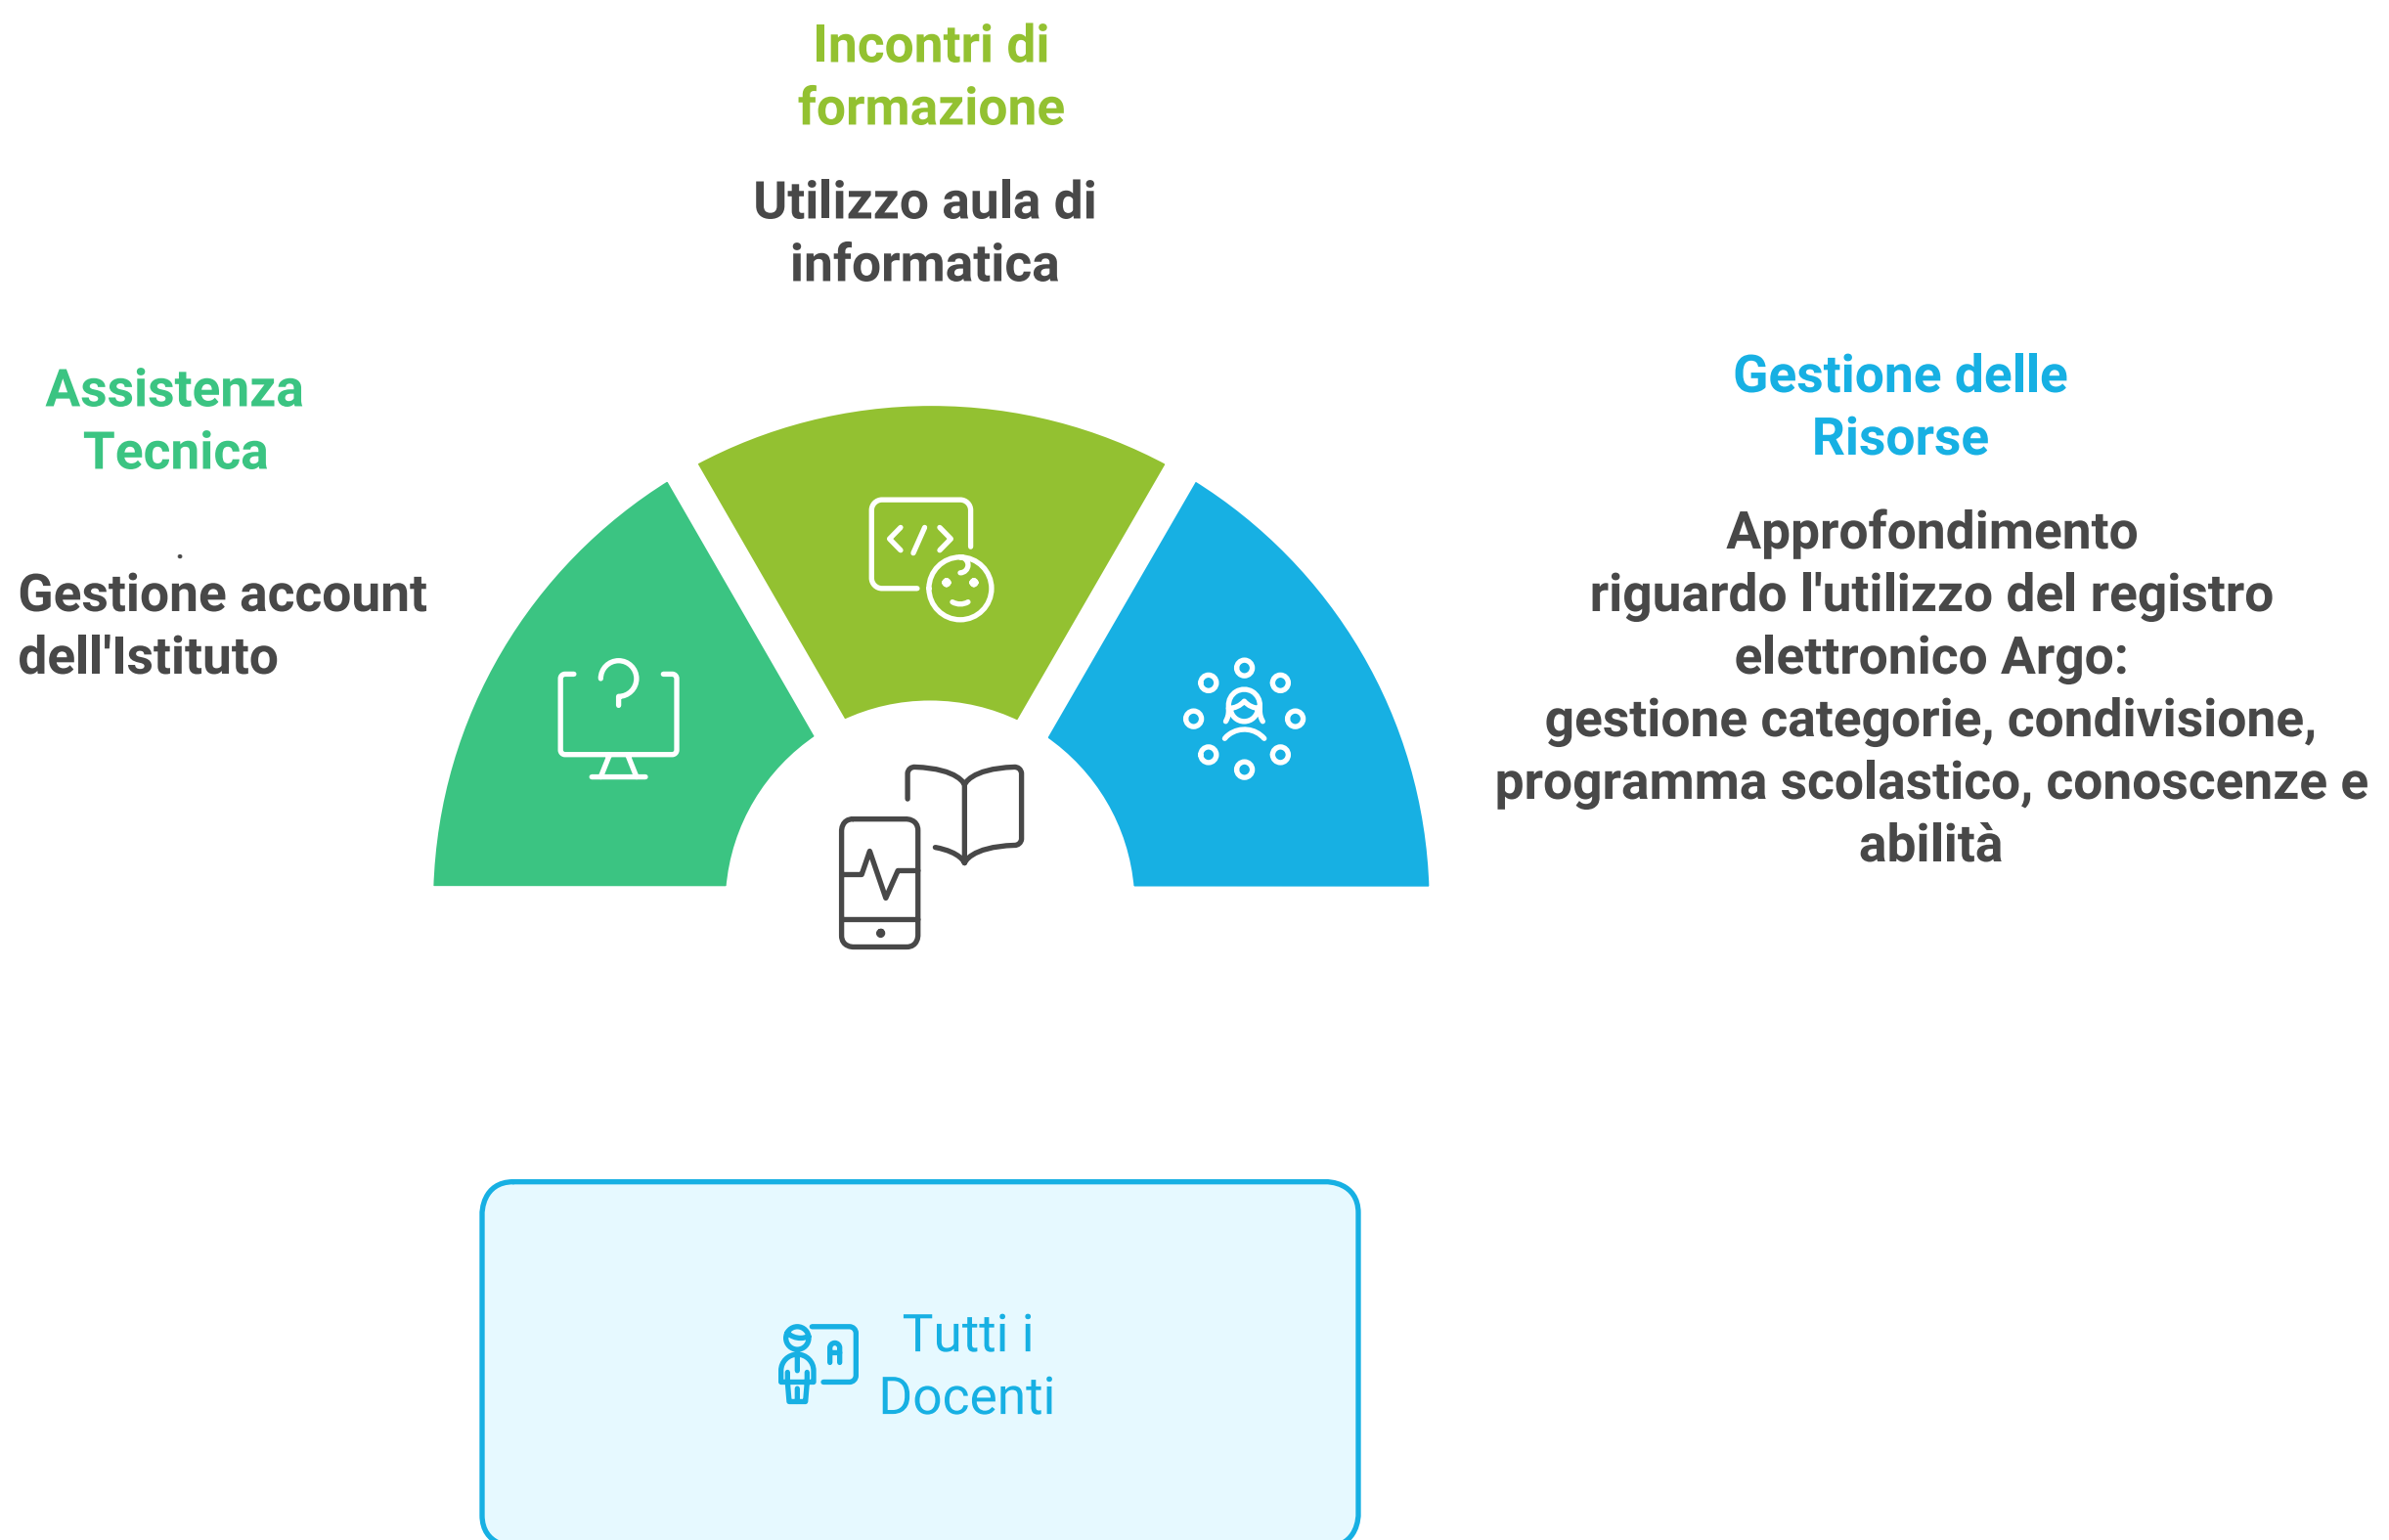 Incontri di
formazione
Utilizzo aula di
informatica
Assistenza
Tecnica
.
Gestione account
dell'Istituto
Gestione delle
Risorse
Approfondimento
riguardo l'utilizzo del registro
elettronico Argo:
gestione categorie, condivisione,
programma scolastico, conoscenze e
abilità
A
Tutti i
Docenti